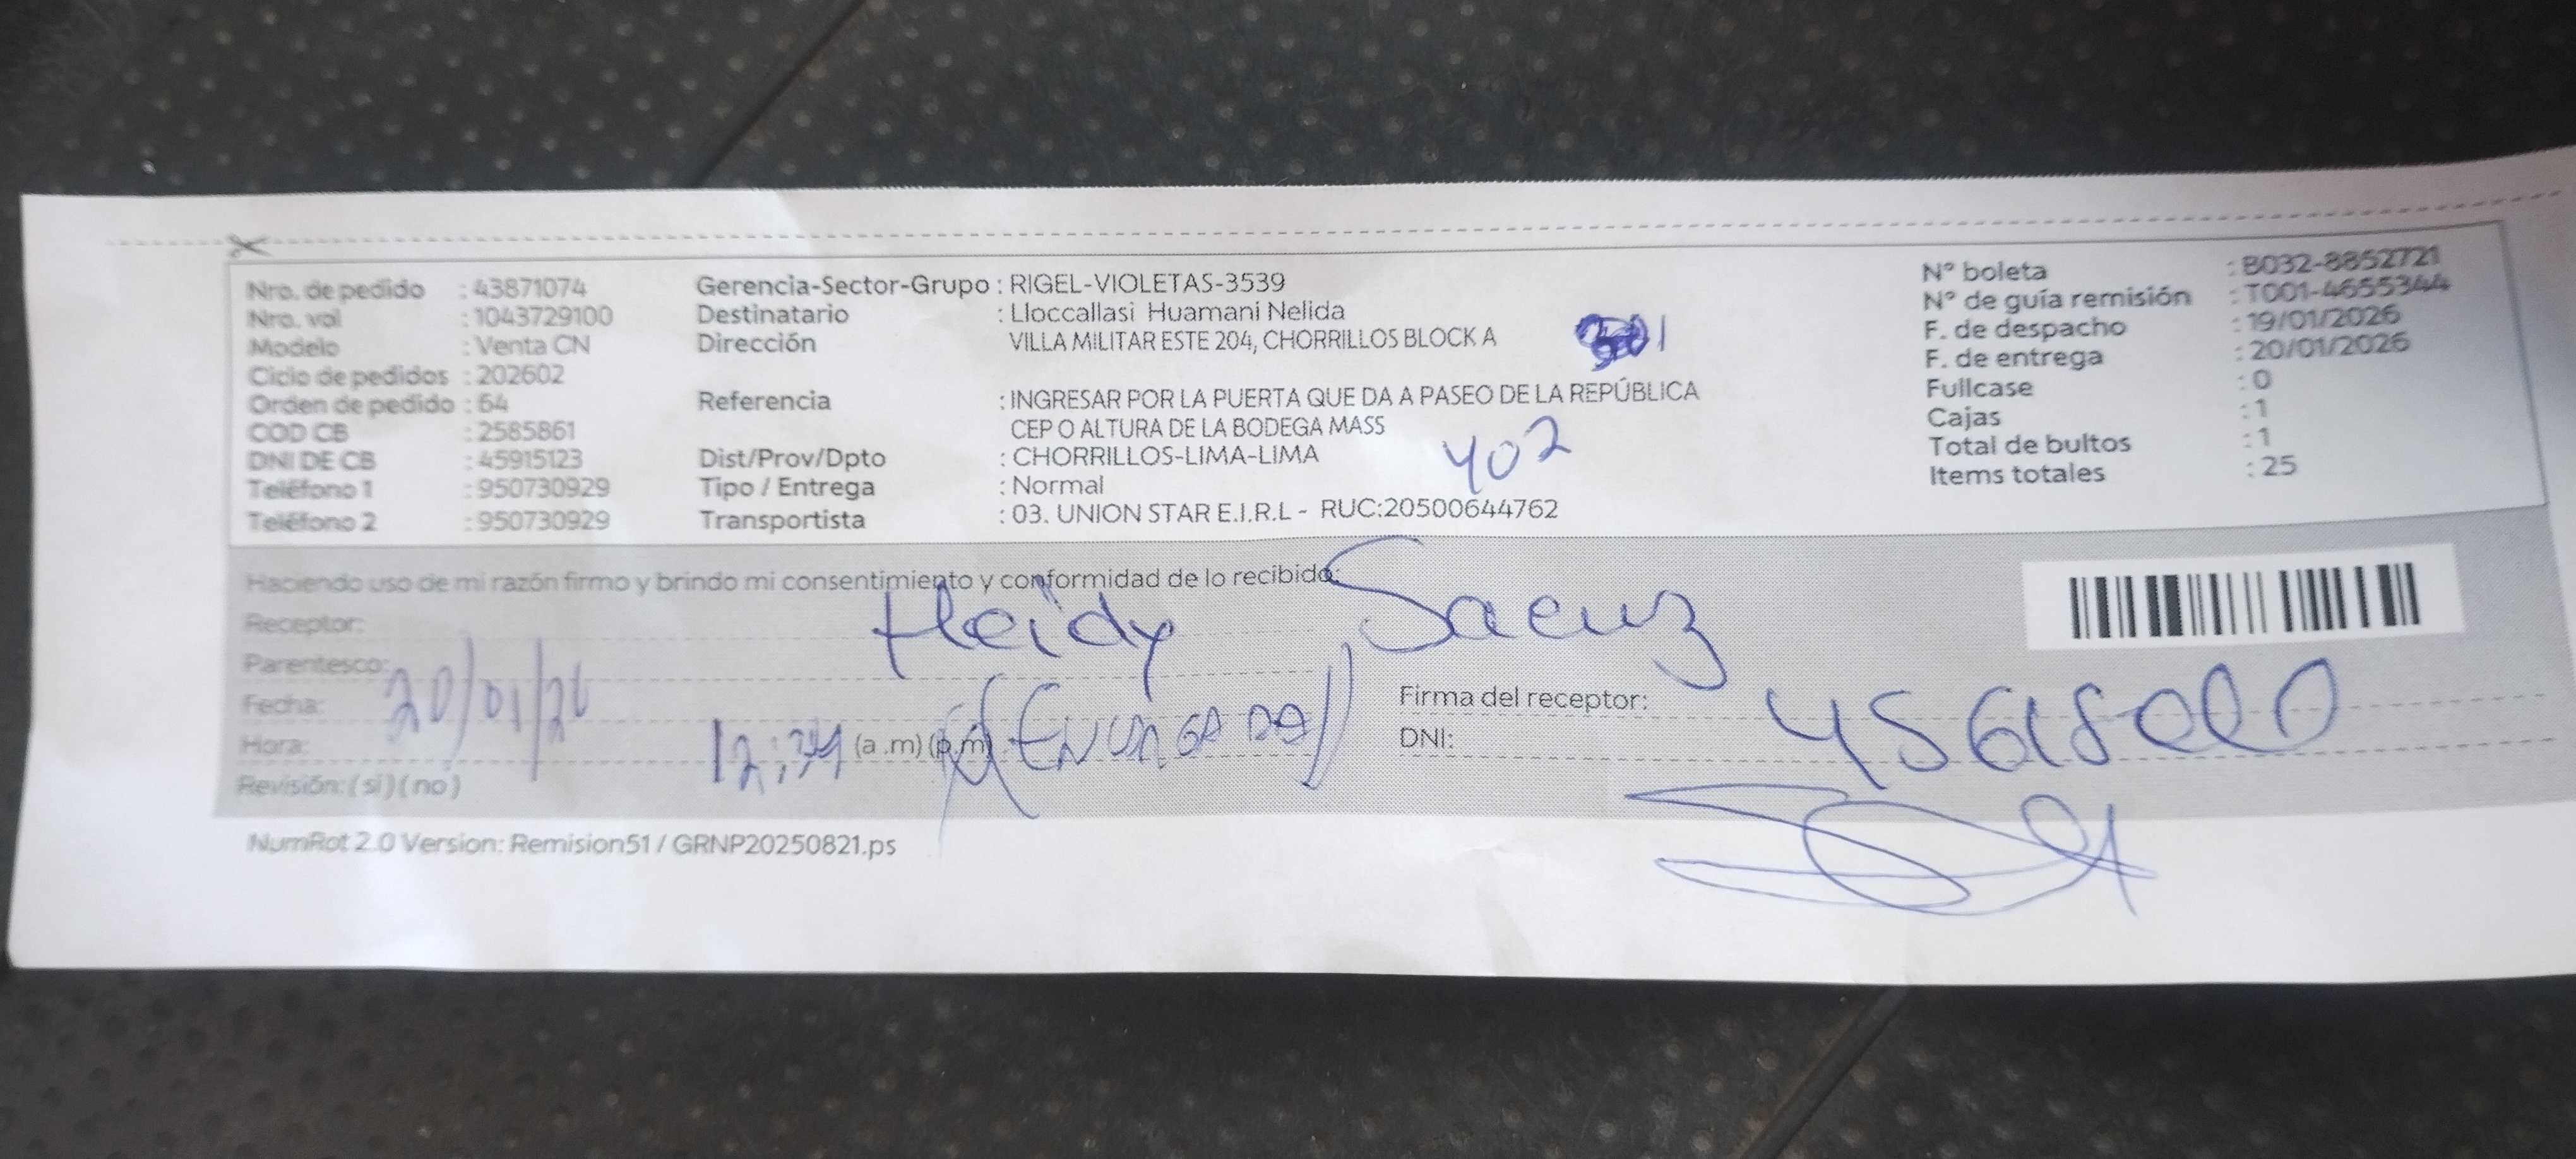 Nro. de pedido : 43871074
Nro. val : 1043729100
Modelo : Venta CN
Ciclo de pedidos : 202602
Orden de pedido : 64
COD CB : 2585861
DNI DE CB : 45915123
Teléfono 1 : 950730929
Teléfono 2 : 950730929
Gerencia-Sector-Grupo : RIGEL-VIOLETAS-3539
Destinatario : Lloccallasi Huamani Nelida
Dirección : VILLA MILITAR ESTE 204, CHORRILLOS BLOCK A
Referencia : INGRESAR POR LA PUERTA QUE DA A PASEO DE LA REPÚBLICA
CEP O ALTURA DE LA BODEGA MASS
402
Dist/Prov/Dpto : CHORRILLOS-LIMA-LIMA
Tipo / Entrega : Normal
Transportista : 03. UNION STAR E.I.R.L - RUC:20500644762
N° boleta : B032-8852721
N° de guía remisión : T001-4655344
F. de despacho : 19/01/2026
F. de entrega : 20/01/2026
Fullcase : 0
Cajas : 1
Total de bultos : 1
Items totales : 25
Haciendo uso de mi razón firmo y brindo mi consentimiento y conformidad de lo recibido:
Receptor: Heidy Saenz
Parentesco:
Fecha: 20/01/26
Hora: (a .m) (p.m)
Revisión: ( si ) ( no )
Firma del receptor:
DNI:
NumRot 2.0 Version: Remision51 / GRNP20250821.ps